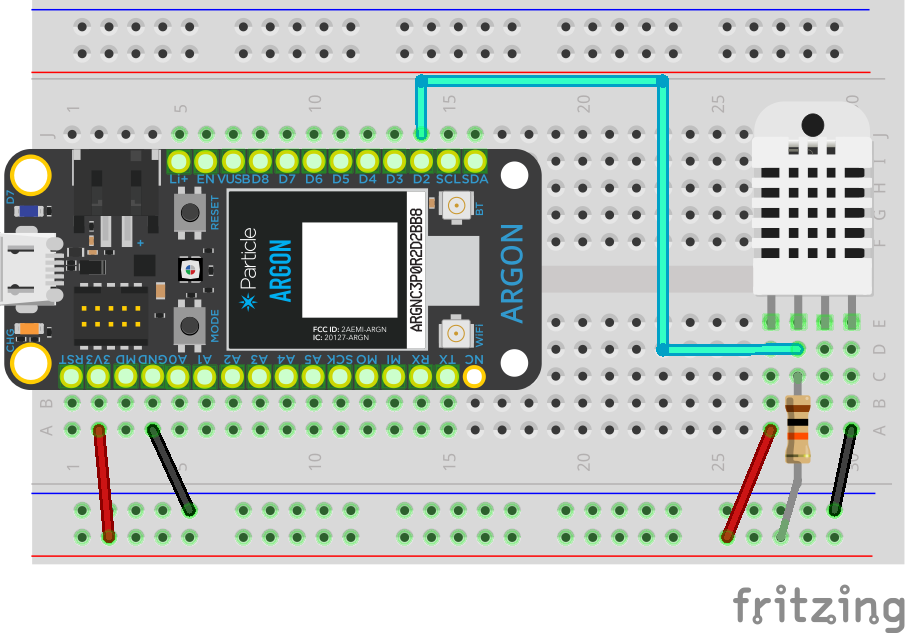 1 5 10 15 20 25 30
J J
I
H
G
F
Li+ EN VUSB D8 D7 D6 D5 D4 D3 D2 SCL SDA
D7
RESET
BT
Particle
ARGON
ARGNC3P0R2D2BB8
ARGON
FCC ID: 2AEMI-ARGN
IC: 20127-ARGN
MODE
WiFi
CHG
+
RST 3V3 MD GND A0 A1 A2 A3 A4 A5 SCK MO MI RX TX NC
E
D
C
B B
A A
1 5 10 15 20 25 30
fritzing